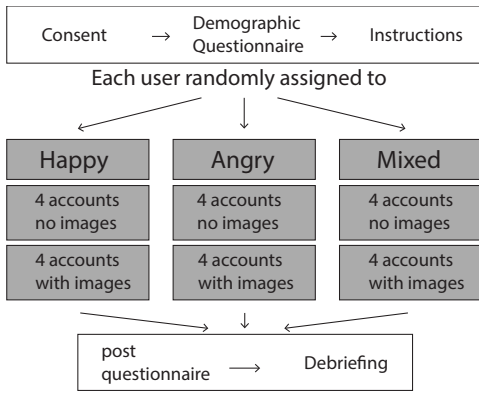 Consent → Demographic Questionnaire → Instructions
Each user randomly assigned to
Happy
4 accounts
no images
4 accounts
with images
Angry
4 accounts
no images
4 accounts
with images
Mixed
4 accounts
no images
4 accounts
with images
post
questionnaire → Debriefing